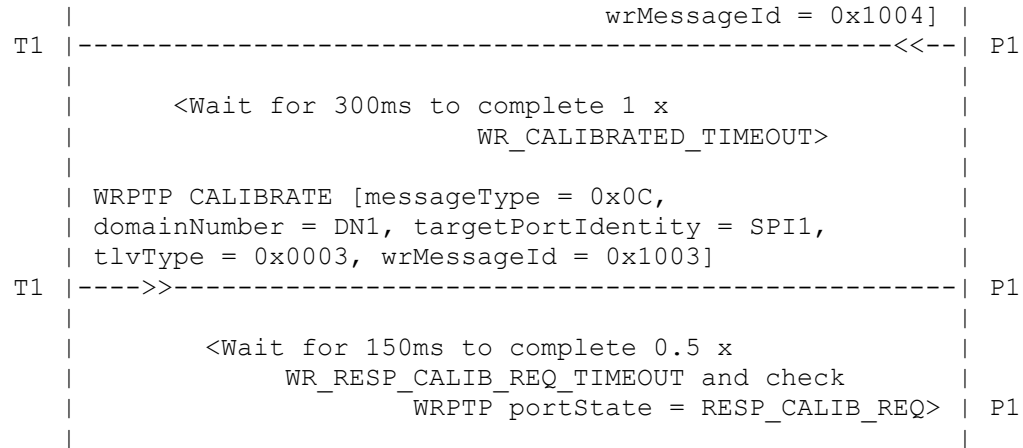 |                                 wrMessageId = 0x1004] |
T1 |---------------------------------------------------<<--| P1
|                                                        |
|      <Wait for 300ms to complete 1 x                   |
|                         WR_CALIBRATED_TIMEOUT>         |
|                                                        |
| WRPTP CALIBRATE [messageType = 0x0C,                   |
| domainNumber = DN1, targetPortIdentity = SPI1,         |
| tlvType = 0x0003, wrMessageId = 0x1003]                |
T1 |---->>-------------------------------------------------| P1
|                                                        |
|        <Wait for 150ms to complete 0.5 x               |
|             WR_RESP_CALIB_REQ_TIMEOUT and check        |
|                     WRPTP portState = RESP_CALIB_REQ> | P1
|                                                        |